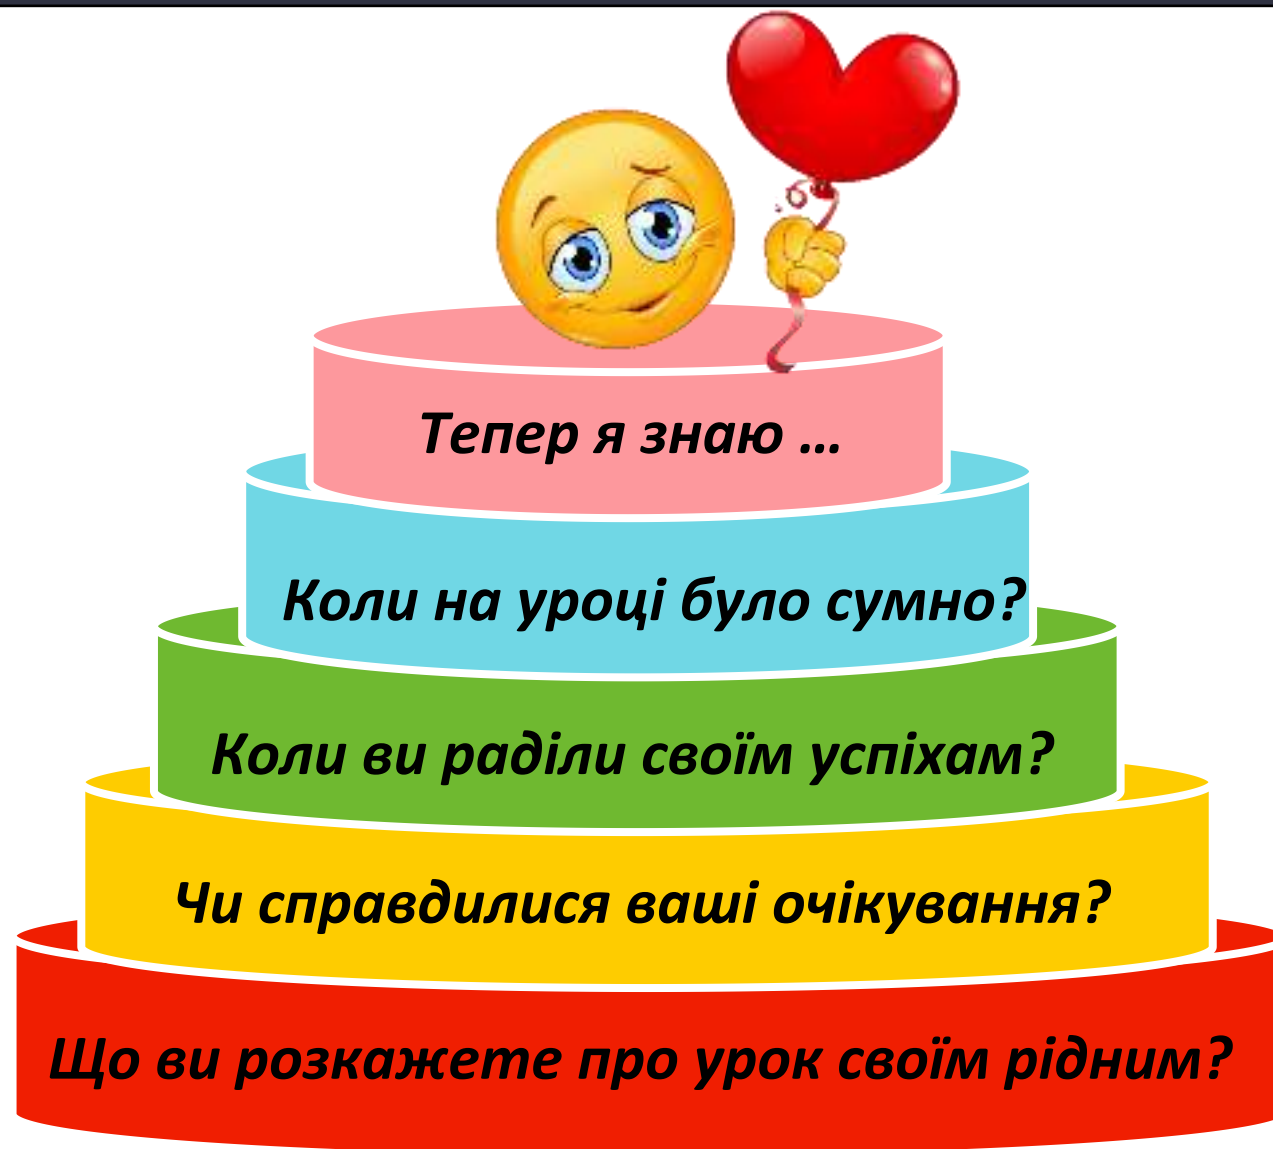 Тепер я знаю ...
Коли на уроці було сумно?
Коли ви раділи своїм успіхам?
Чи справдилися ваші очікування?
Що ви розкажете про урок своїм рідним?